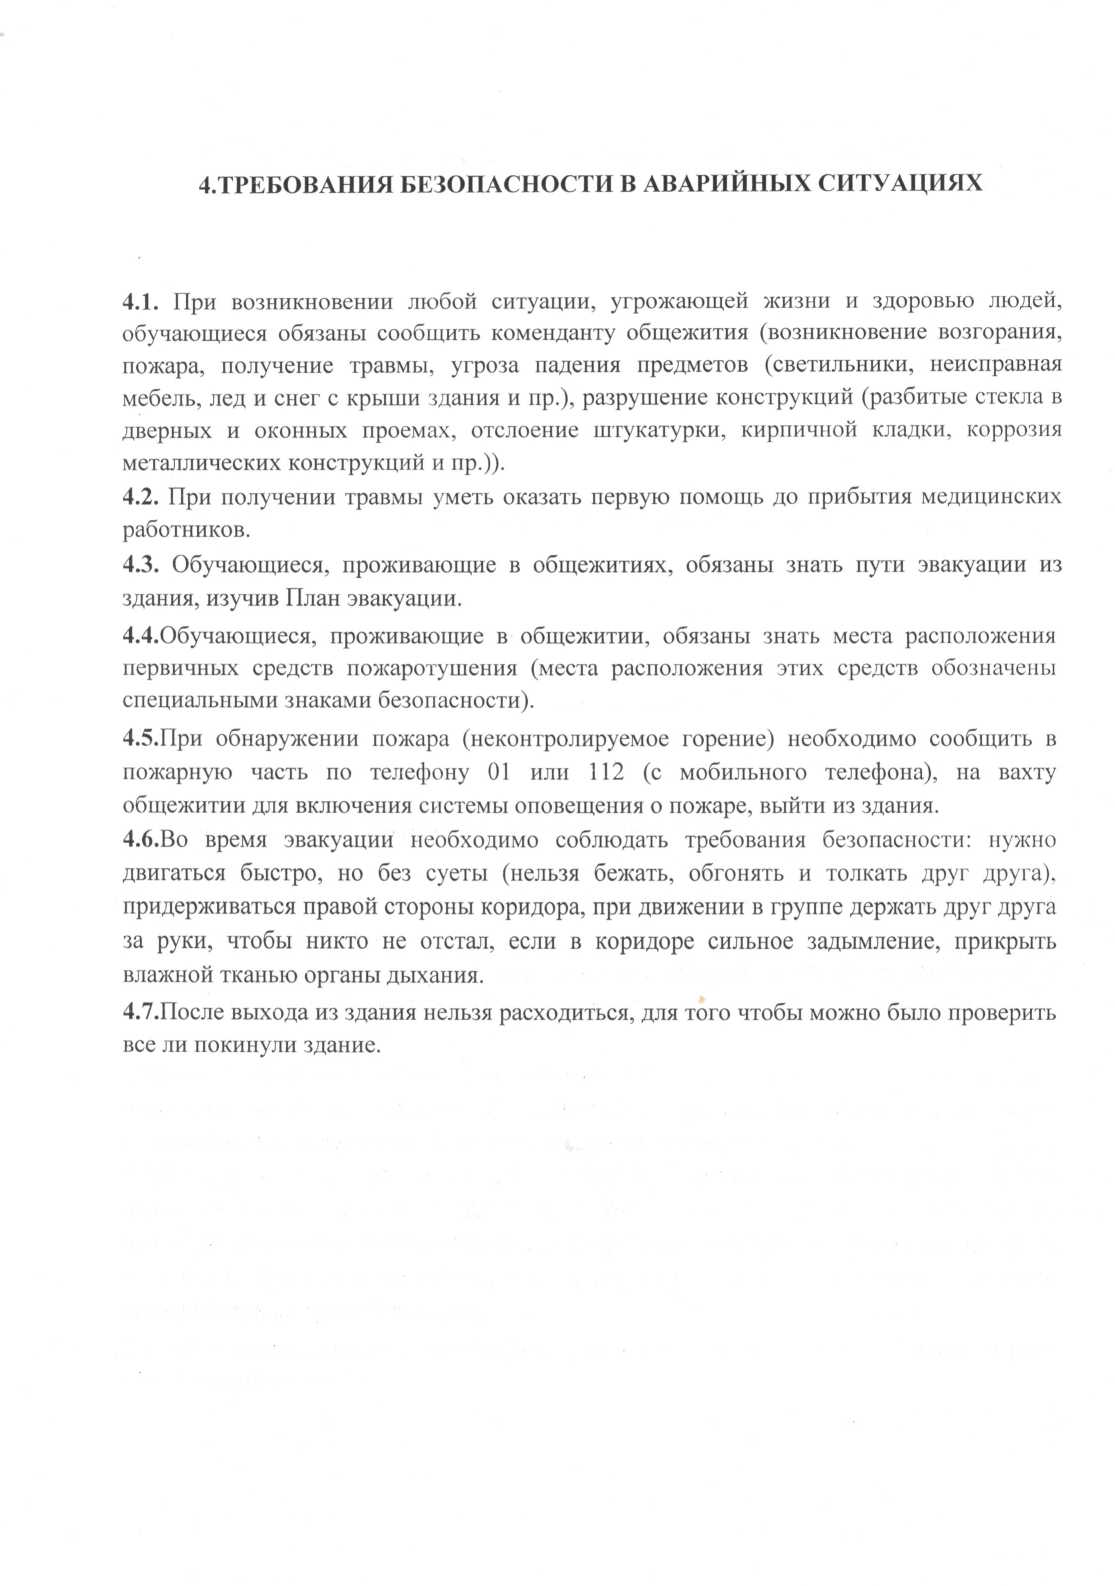 4.ТРЕБОВАНИЯ БЕЗОПАСНОСТИ В АВАРИЙНЫХ СИТУАЦИЯХ
4.1. При возникновении любой ситуации, угрожающей жизни и здоровью людей,
обучающиеся обязаны сообщить коменданту общежития (возникновение возгорания,
пожара, получение травмы, угроза падения предметов (светильники, неисправная
мебель, лед и снег с крыши здания и пр.), разрушение конструкций (разбитые стекла в
дверных и оконных проемах, отслоение штукатурки, кирпичной кладки, коррозия
металлических конструкций и пр.)).
4.2. При получении травмы уметь оказать первую помощь до прибытия медицинских
работников.
4.3. Обучающиеся, проживающие в общежитиях, обязаны знать пути эвакуации из
здания, изучив План эвакуации.
4.4.Обучающиеся, проживающие в общежитии, обязаны знать места расположения
первичных средств пожаротушения (места расположения этих средств обозначены
специальными знаками безопасности).
4.5.При обнаружении пожара (неконтролируемое горение) необходимо сообщить в
пожарную часть по телефону 01 или 112 (с мобильного телефона), на вахту
общежитии для включения системы оповещения о пожаре, выйти из здания.
4.6.Во время эвакуации необходимо соблюдать требования безопасности: нужно
двигаться быстро, но без суеты (нельзя бежать, обгонять и толкать друг друга),
придерживаться правой стороны коридора, при движении в группе держать друг друга
за руки, чтобы никто не отстал, если в коридоре сильное задымление, прикрыть
влажной тканью органы дыхания.
4.7.После выхода из здания нельзя расходиться, для того чтобы можно было проверить
все ли покинули здание.